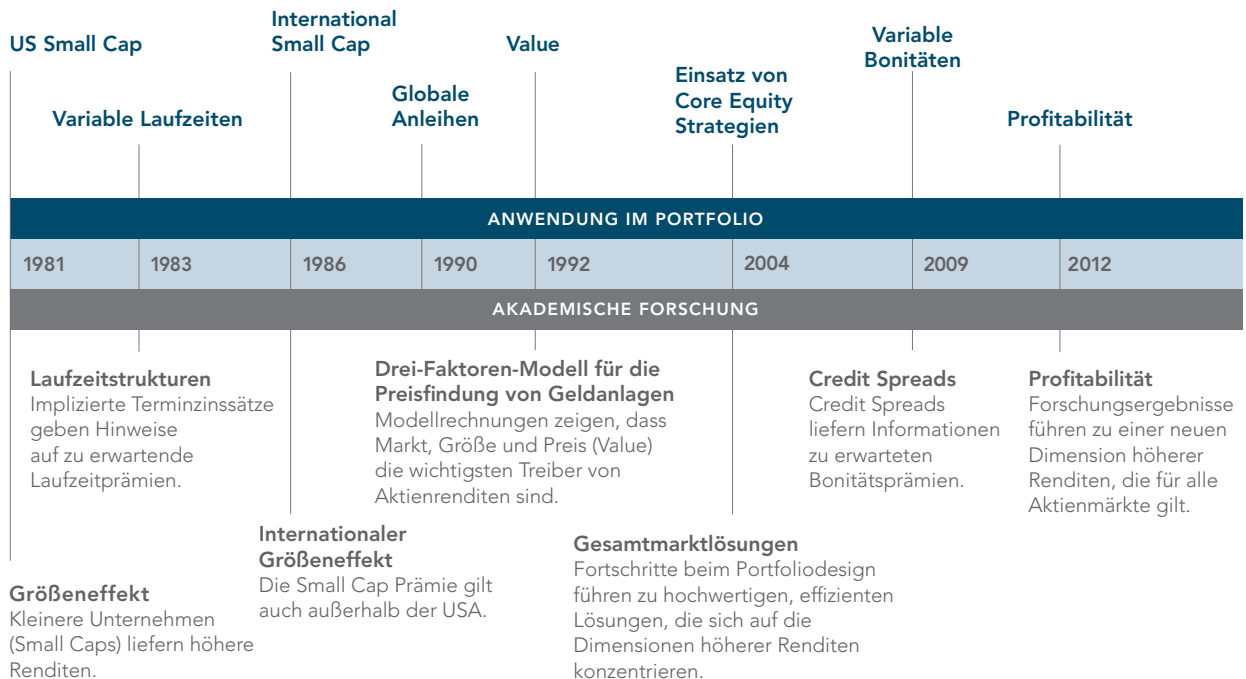 US Small Cap
Variable Laufzeiten
International
Small Cap
Globale
Anleihen
Value
Einsatz von
Core Equity
Strategien
Variable
Bonitäten
Profitabilität
ANWENDUNG IM PORTFOLIO
1981 1983 1986 1990 1992 2004 2009 2012
AKADEMISCHE FORSCHUNG
Laufzeitstrukturen
Implizierte Terminzinssätze
geben Hinweise
auf zu erwartende
Laufzeitprämien.
Drei-Faktoren-Modell für die
Preisfindung von Geldanlagen
Modellrechnungen zeigen, dass
Markt, Größe und Preis (Value)
die wichtigsten Treiber von
Aktienrenditen sind.
Credit Spreads
Credit Spreads
liefern Informationen
zu erwarteten
Bonitätsprämien.
Profitabilität
Forschungsergebnisse
führen zu einer neuen
Dimension höherer
Renditen, die für alle
Aktienmärkte gilt.
Größeneffekt
Kleinere Unternehmen
(Small Caps) liefern höhere
Renditen.
Internationaler
Größeneffekt
Die Small Cap Prämie gilt
auch außerhalb der USA.
Gesamtmarktlösungen
Fortschritte beim Portfoliodesign
führen zu hochwertigen, effizienten
Lösungen, die sich auf die
Dimensionen höherer Renditen
konzentrieren.